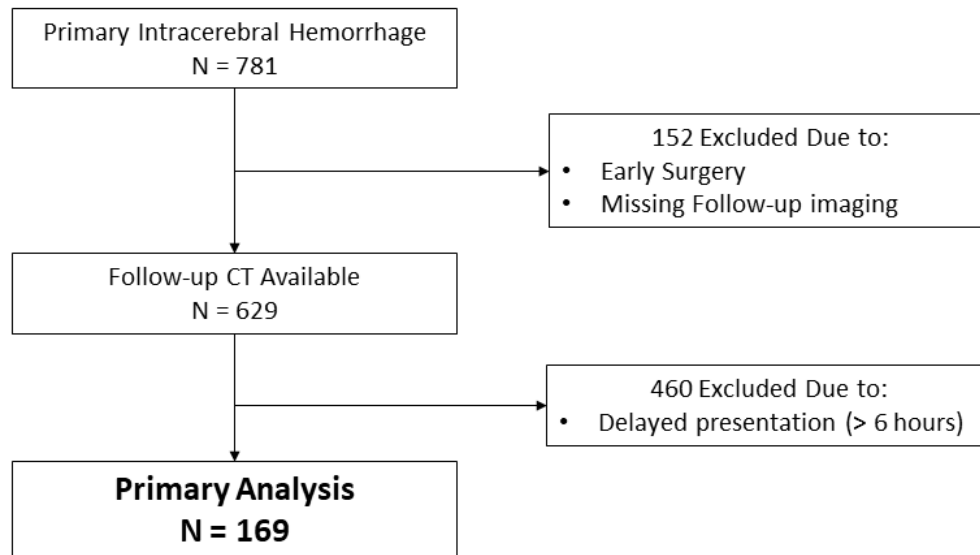 Primary Intracerebral Hemorrhage
N = 781
152 Excluded Due to:
• Early Surgery
• Missing Follow-up imaging
Follow-up CT Available
N = 629
460 Excluded Due to:
• Delayed presentation (> 6 hours)
Primary Analysis
N = 169